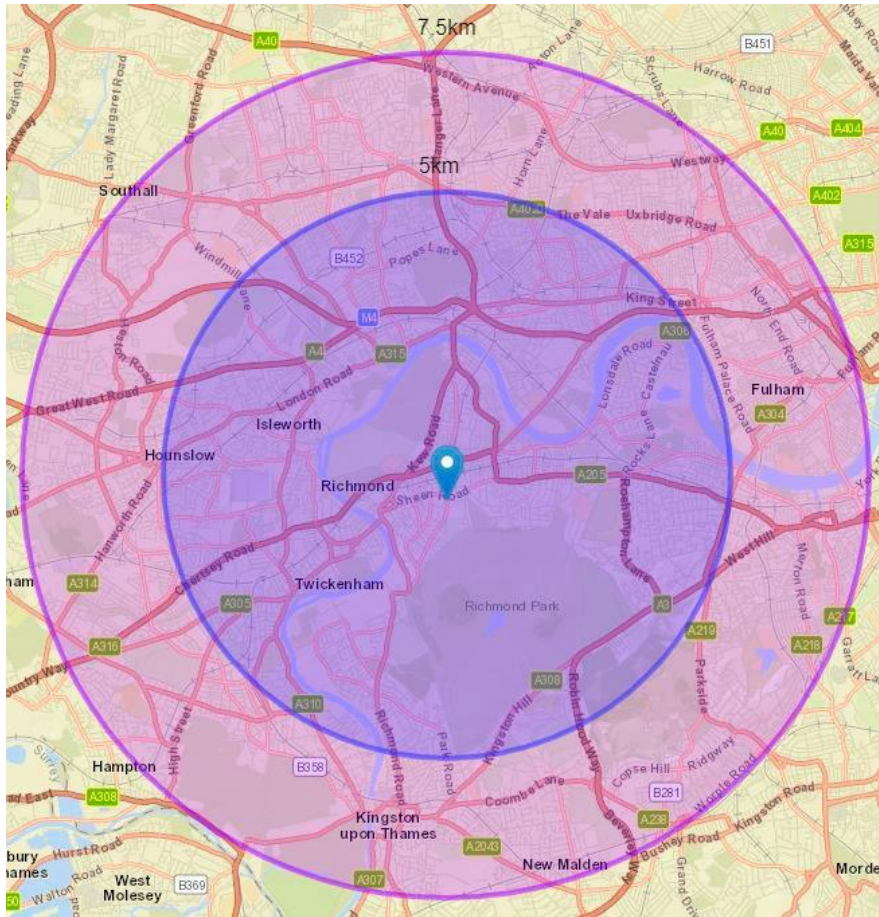 7.5km
A40
B451
Acton Lane
Harrow Road
Scrubs Lane
Maida Vale
Greenford Road
Lady Margaret Road
Western Avenue
Hanger Lane
A40
A404
Westway
Horn Lane
5km
Southall
A402
A4020
The Vale
Uxbridge Road
A315
B452
Popes Lane
Windmill Lane
King Street
North End Road
M4
A306
A4
A315
Lonsdale Road
Castelnau
Fulham Palace Road
London Road
Great West Road
Fulham
A304
Isleworth
Kew Road
Hounslow
Rocks Lane
Richmond
Sheen Road
A205
Roehampton Lane
Hanworth Road
West Hill
Chertsey Road
Merton Road
A314
Twickenham
A305
Richmond Park
A3
A217
A219
A218
A316
Country Way
Parkside
A308
Robin Hood Way
Kingston Hill
A310
High Street
Richmond Road
Park Road
Ridgway
Copse Hill
Hampton
B358
Worple Road
B281
A308
Coombe Lane
Kingston Road
Kingston
upon Thames
A238
Beverley Way
Bushey Road
A2043
Hurst Road
New Malden
Grand Dri
West
Molesey
B369
A307
Walton Road
Surrey